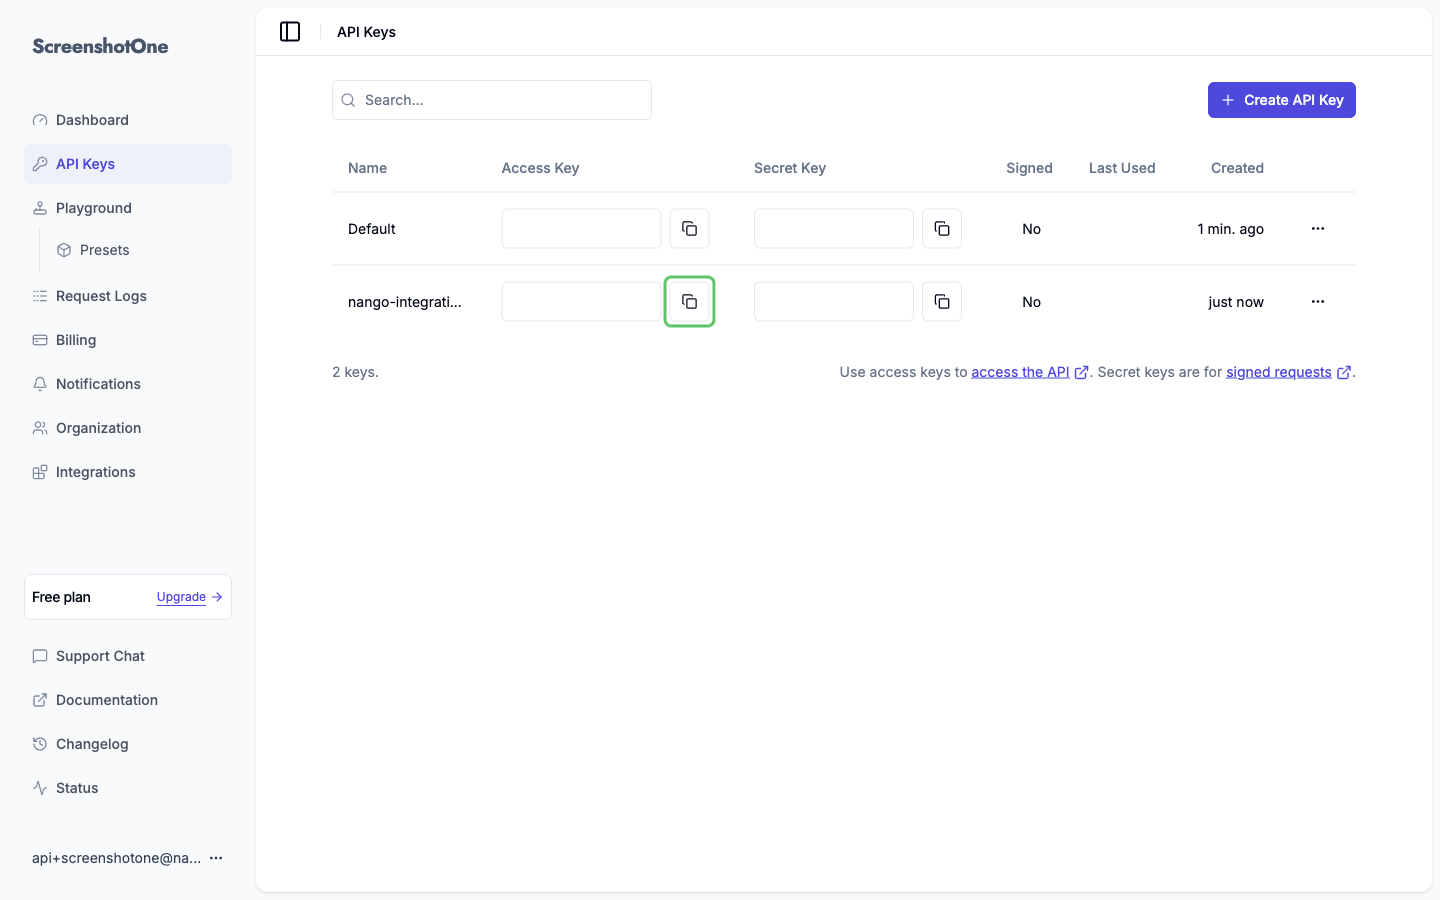 ScreenshotOne
API Keys
Dashboard
API Keys
Playground
Presets
Request Logs
Billing
Notifications
Organization
Integrations
Free plan
Upgrade
Support Chat
Documentation
Changelog
Status
api+screenshotone@na...
Search...
Create API Key
Name Access Key Secret Key Signed Last Used Created
Default No 1 min. ago
nango-integrati... No just now
2 keys.
Use access keys to access the API. Secret keys are for signed requests.